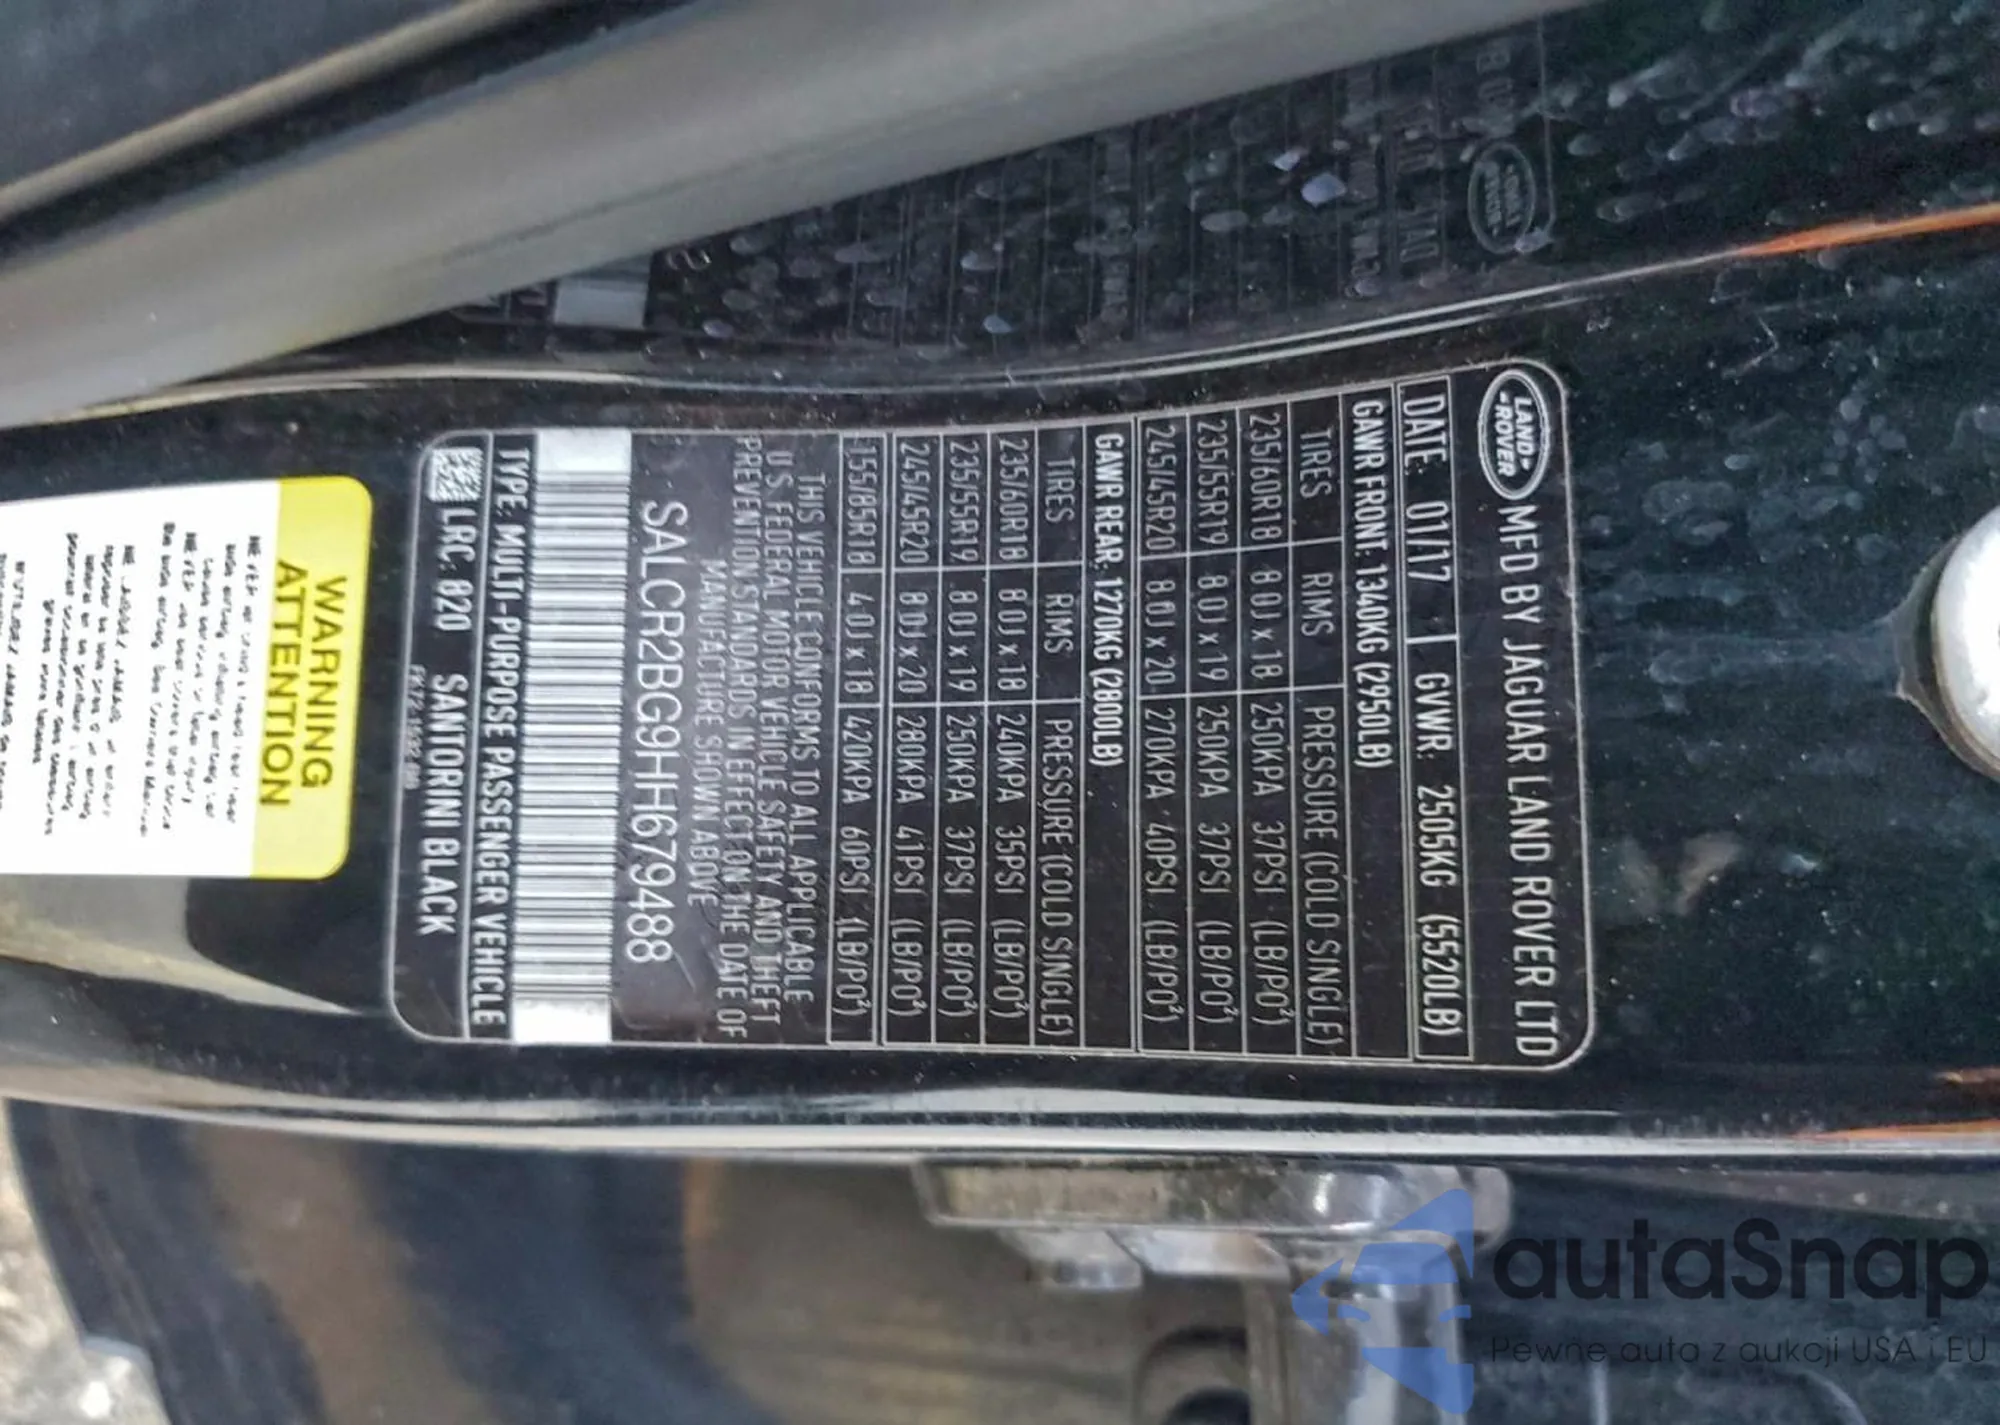 LAND
ROVER
MFD BY JAGUAR LAND ROVER LTD
DATE: 01/17 GVWR: 2505KG (5520LB)
GAWR FRONT: 1340KG (2950LB)
TIRES RIMS PRESSURE (COLD SINGLE)
235/60R18 8.0J x 18 250KPA 37PSI (LB/PO²)
235/55R19 8.0J x 19 250KPA 37PSI (LB/PO²)
245/45R20 8.0J x 20 270KPA 40PSI (LB/PO²)
GAWR REAR: 1270KG (2800LB)
TIRES RIMS PRESSURE (COLD SINGLE)
235/60R18 8.0J x 18 240KPA 35PSI (LB/PO²)
235/55R19 8.0J x 19 250KPA 37PSI (LB/PO²)
245/45R20 8.0J x 20 280KPA 41PSI (LB/PO²)
155/85R18 4.0J x 18 420KPA 60PSI (LB/PO²)
THIS VEHICLE CONFORMS TO ALL APPLICABLE
U.S. FEDERAL MOTOR VEHICLE SAFETY AND THEFT
PREVENTION STANDARDS IN EFFECT ON THE DATE OF
MANUFACTURE SHOWN ABOVE
SALCR2BG9HH679488
TYPE: MULTI-PURPOSE PASSENGER VEHICLE
LRC: 820 SANTORINI BLACK
WARNING
ATTENTION
autaSnap
Pewne auta z aukcji USA i EU